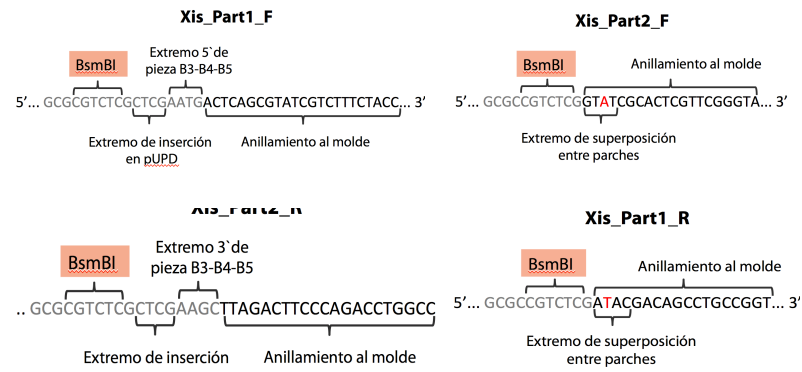 Xis_Part1_F
BsmBI
Extremo 5`de
pieza B3-B4-B5
5’... GCGCGTCTCGCTCGAATGACTCAGCGTATCGTCTTTCTACC... 3’
Extremo de inserción
en pUPD
Anillamiento al molde
Xis_Part2_F
BsmBI
Anillamiento al molde
5’... GCGCCGTCTCGGTATCGCACTCGTTCGGGTA... 3’
Extremo de superposición
entre parches
Xis_Part2_R
BsmBI
Extremo 3`de
pieza B3-B4-B5
.. GCGCGTCTCGCTCGAAGCTTAGACTTCCCAGACCTGGCC
Extremo de inserción
Anillamiento al molde
Xis_Part1_R
BsmBI
Anillamiento al molde
5’... GCGCCGTCTCGATACGACAGCCTGCCGGT... 3’
Extremo de superposición
entre parches